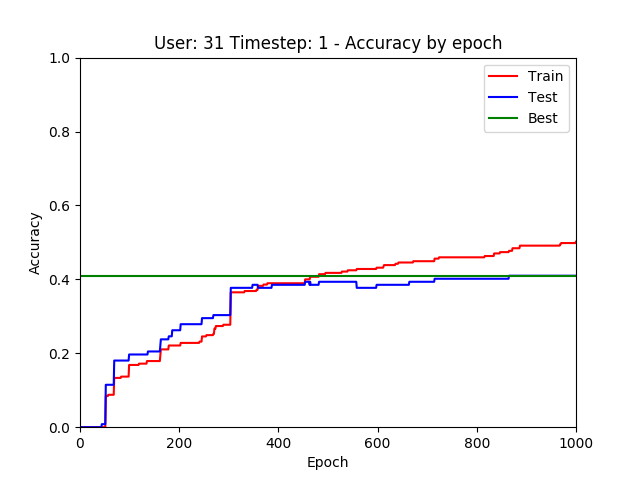 User: 31 Timestep: 1 - Accuracy by epoch
Train
Test
Best
Accuracy
1.0
0.8
0.6
0.4
0.2
0.0
0 200 400 600 800 1000
Epoch